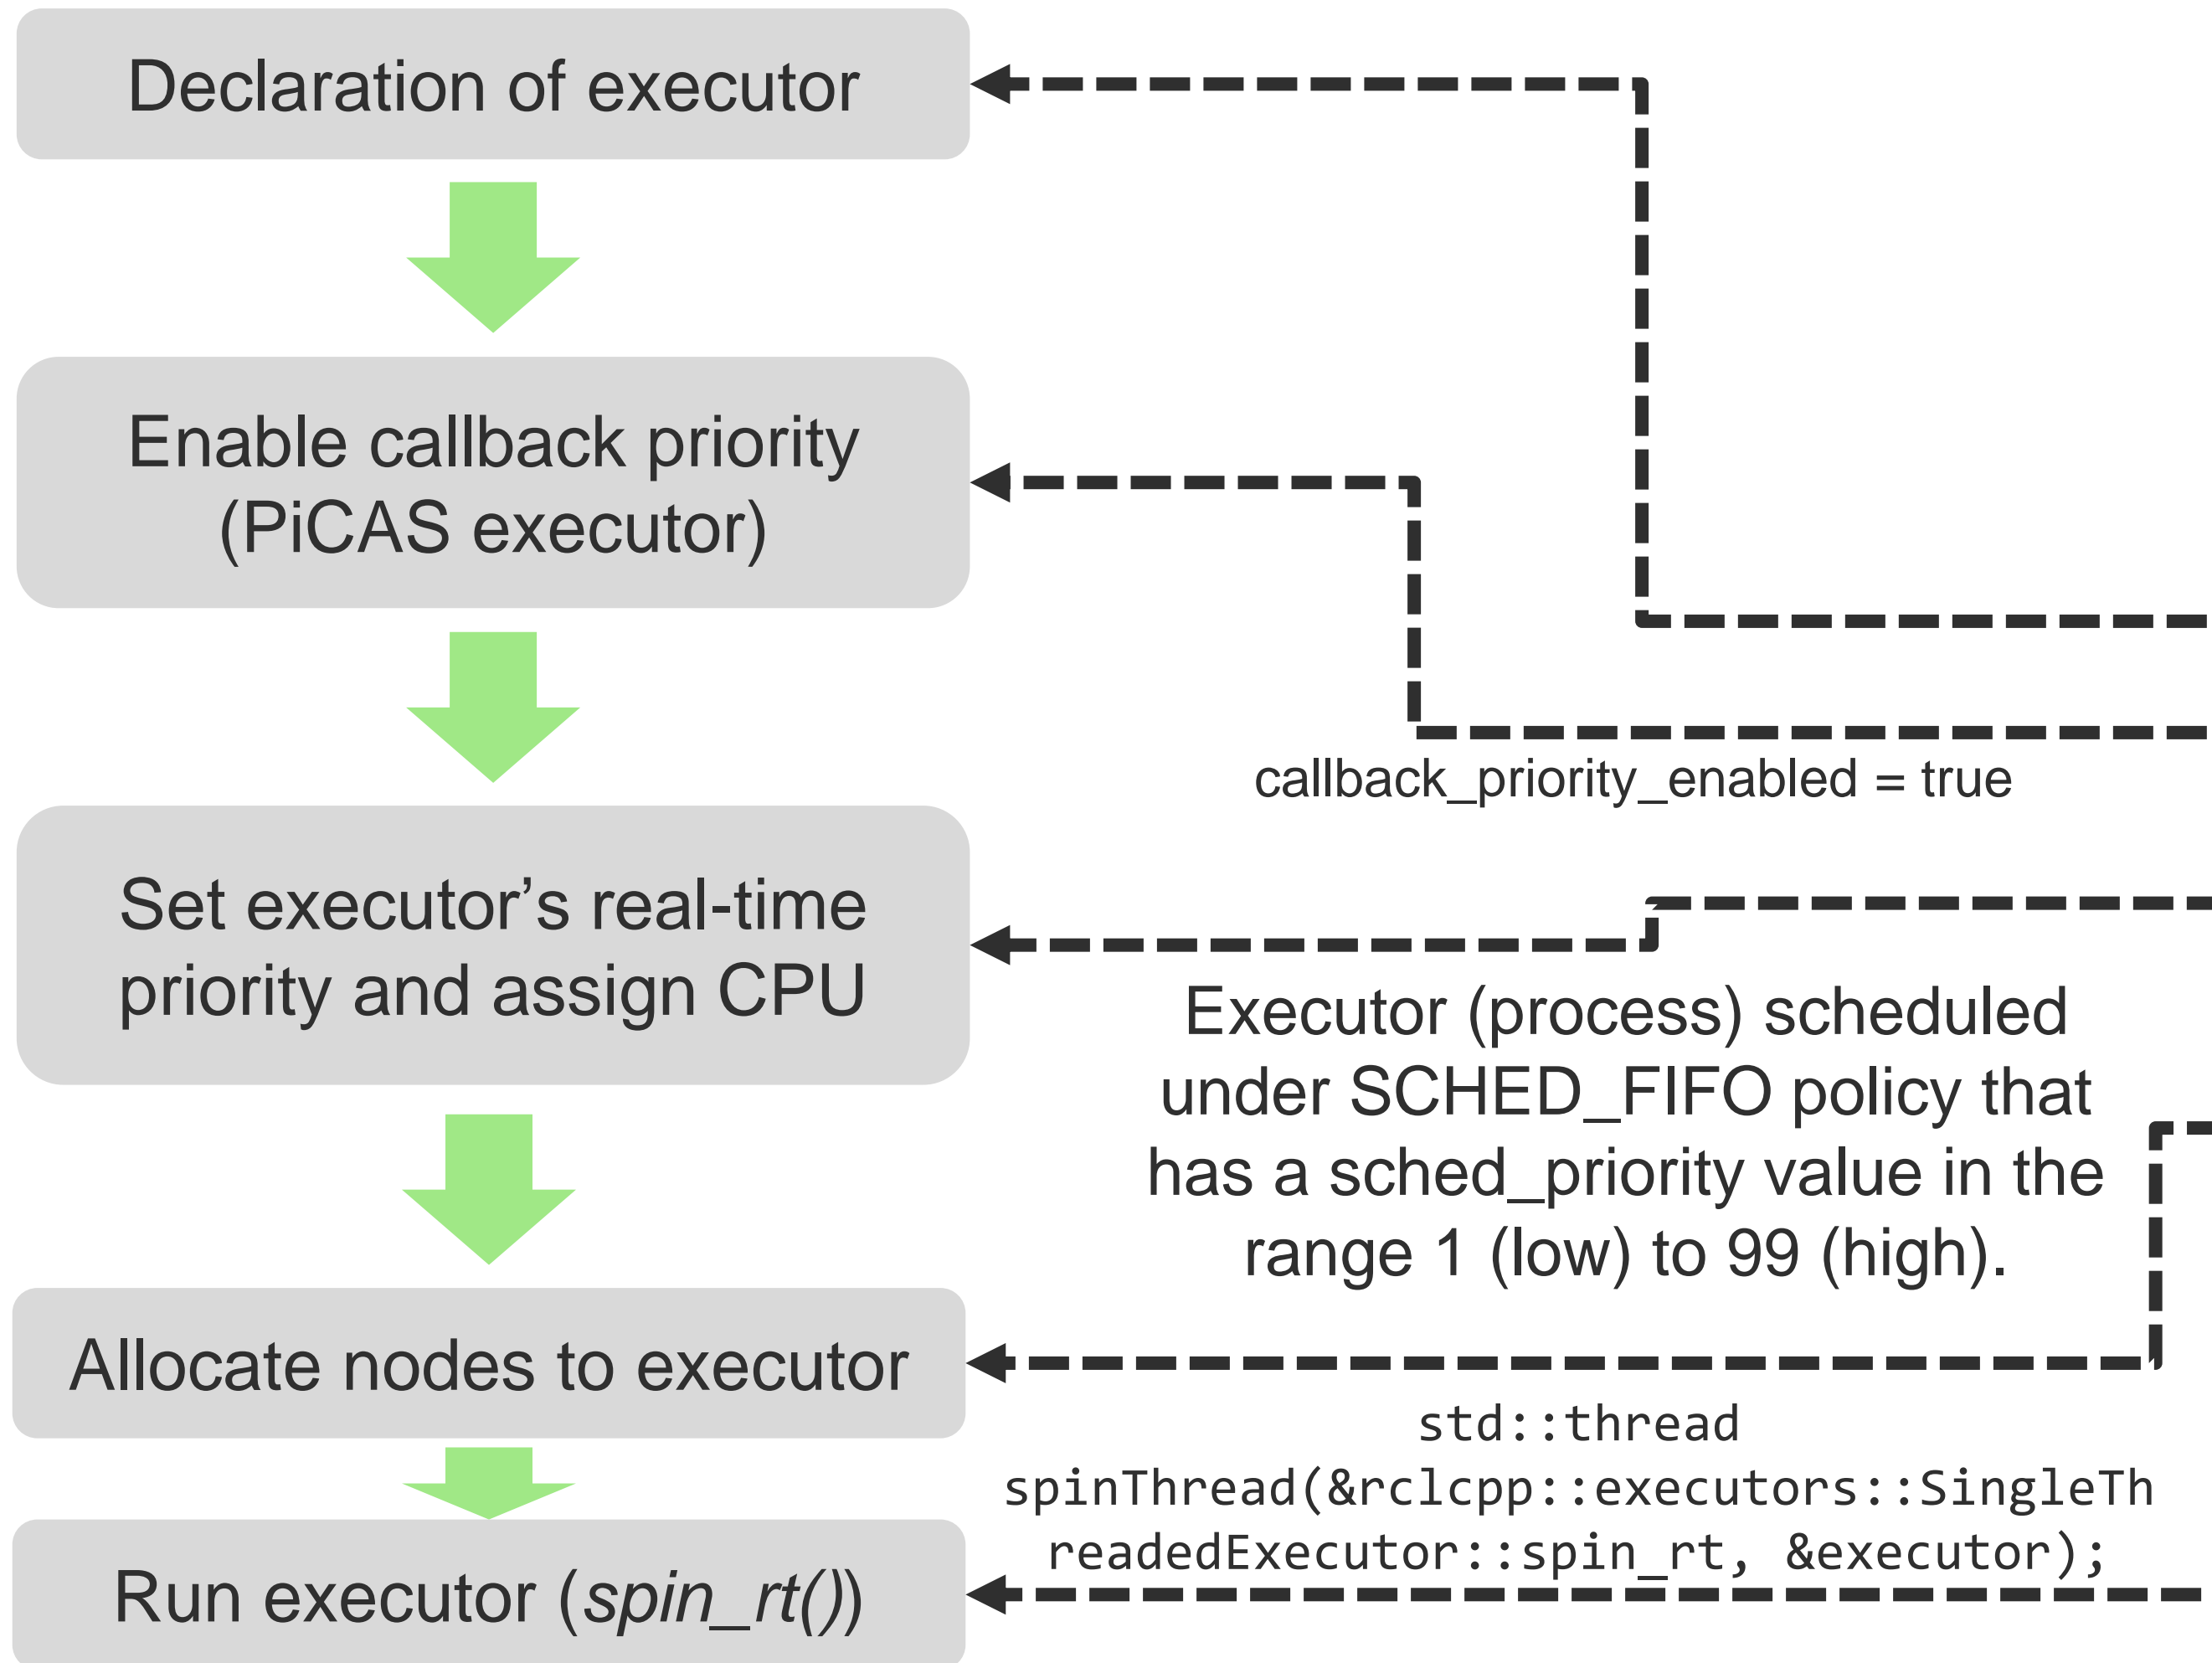 Declaration of executor
Enable callback priority
(PiCAS executor)
callback_priority_enabled = true
Set executor’s real-time
priority and assign CPU
Executor (process) scheduled
under SCHED_FIFO policy that
has a sched_priority value in the
range 1 (low) to 99 (high).
Allocate nodes to executor
std::thread
spinThread(&rclcpp::executors::SingleTh
readedExecutor::spin_rt, &executor);
Run executor (spin_rt())